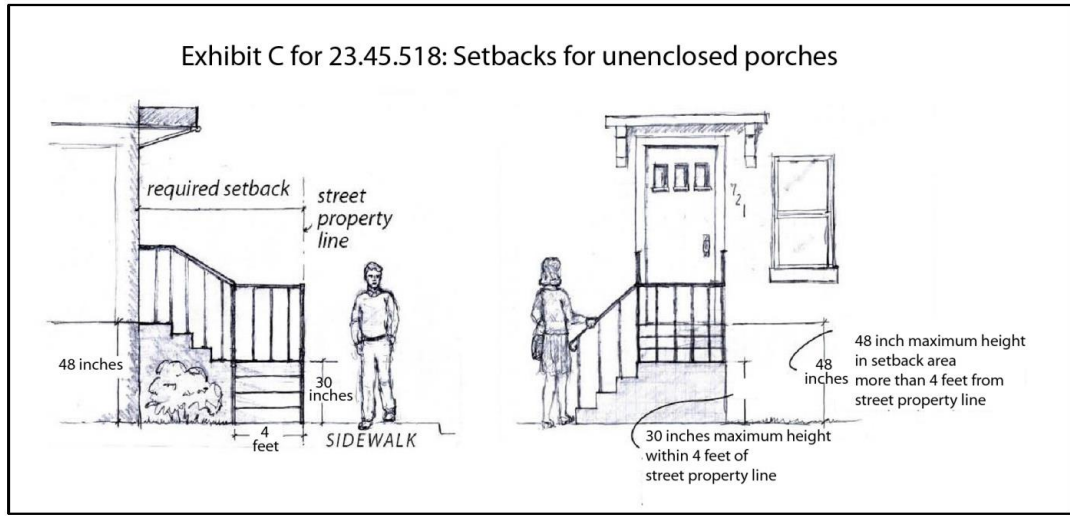 Exhibit C for 23.45.518: Setbacks for unenclosed porches
required setback
street
property
line
48 inches
30
inches
4
feet
SIDEWALK
721
48
inches
48 inch maximum height
in setback area
more than 4 feet from
street property line
30 inches maximum height
within 4 feet of
street property line